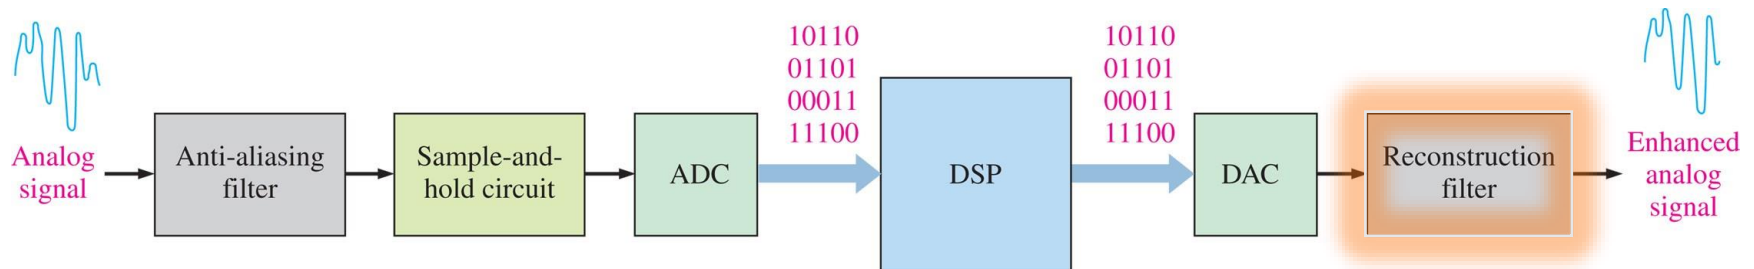 Analog
signal
Anti-aliasing
filter
Sample-and-
hold circuit
ADC
10110
01101
00011
11100
DSP
10110
01101
00011
11100
DAC
Reconstruction
filter
Enhanced
analog
signal